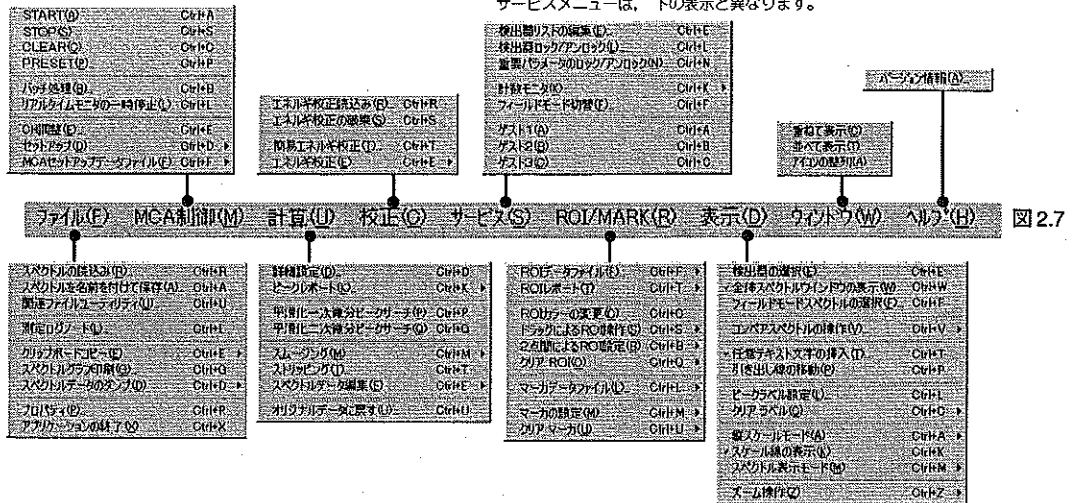 サービスメニューは， 下の表示と異なります。
START(A) Ctrl+A
STOP(S) Ctrl+S
CLEAR(C) Ctrl+C
PRESET(P) Ctrl+P
バッチ処理(B)... Ctrl+B
リアルタイムモニタの一時停止(L) Ctrl+L
CH調整(E)... Ctrl+E
セットアップ(D) Ctrl+D
MCAセットアップデータファイル(F) Ctrl+F
エネルギ校正読込み(R)... Ctrl+R
エネルギ校正の破棄(S) Ctrl+S
簡易エネルギ校正(T)... Ctrl+T
エネルギ校正(E) Ctrl+E
検出器リストの編集(E)... Ctrl+E
検出器ロック/アンロック(L)... Ctrl+L
重要パラメータのロック/アンロック(N) Ctrl+N
計数モニタ(K) Ctrl+K
フィールドモード切替(F)... Ctrl+F
ゲスト1(A) Ctrl+A
ゲスト2(B) Ctrl+B
ゲスト3(C) Ctrl+C
重ねて表示(C)
並べて表示(T)
アイコンの整列(A)
バージョン情報(A)...
ファイル(F) MCA制御(M) 計算(U) 校正(C) サービス(S) ROI/MARK(R) 表示(D) ウィンドウ(W) ヘルプ(H)
図2.7
スペクトルの読込み(R)... Ctrl+R
スペクトルを名前を付けて保存(A)... Ctrl+A
関連ファイルユーティリティ(U) Ctrl+U
測定ログノート(L) Ctrl+L
クリップボードコピー(E) Ctrl+E
スペクトルグラフ印刷(G)... Ctrl+G
スペクトルデータのダンプ(D) Ctrl+D
プロパティ(P)... Ctrl+P
アプリケーションの終了(X) Ctrl+X
詳細設定(D)... Ctrl+D
ピークレポート(K) Ctrl+K
平滑化一次微分ピークサーチ(P) Ctrl+P
平滑化二次微分ピークサーチ(Q) Ctrl+Q
スムージング(M) Ctrl+M
ストリッピング(T)... Ctrl+T
スペクトルデータ編集(E) Ctrl+E
オリジナルデータに戻す(U) Ctrl+U
ROIデータファイル(F) Ctrl+F
ROIレポート(T) Ctrl+T
ROIカラーの変更(C) Ctrl+C
ドラッグによるROI操作(S) Ctrl+S
2点間によるROI設定(B) Ctrl+B
クリア ROI(Q) Ctrl+Q
マーカデータファイル(L) Ctrl+L
マーカの設定(M) Ctrl+M
クリア マーカ(U) Ctrl+U
検出器の選択(E)... Ctrl+E
全体スペクトルウインドウの表示(W) Ctrl+W
フィールドモードスペクトルの選択(F)... Ctrl+F
コンペアスペクトルの操作(V) Ctrl+V
任意テキスト文字の挿入(T)... Ctrl+T
引き出し線の移動(P) Ctrl+P
ピークラベル設定(L)... Ctrl+L
クリア ラベル(C) Ctrl+C
縦スケールモード(A) Ctrl+A
スケール線の表示(K) Ctrl+K
スペクトル表示モード(M) Ctrl+M
ズーム操作(Z) Ctrl+Z